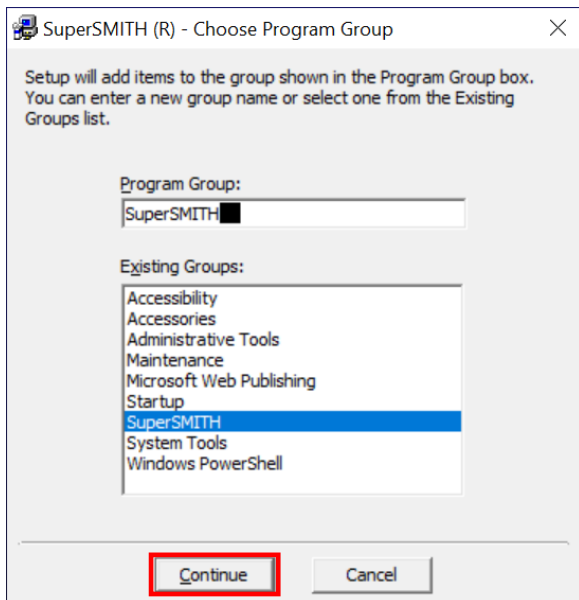 SuperSMITH (R) - Choose Program Group
Setup will add items to the group shown in the Program Group box.
You can enter a new group name or select one from the Existing
Groups list.
Program Group:
SuperSMITH
Existing Groups:
Accessibility
Accessories
Administrative Tools
Maintenance
Microsoft Web Publishing
Startup
SuperSMITH
System Tools
Windows PowerShell
Continue
Cancel